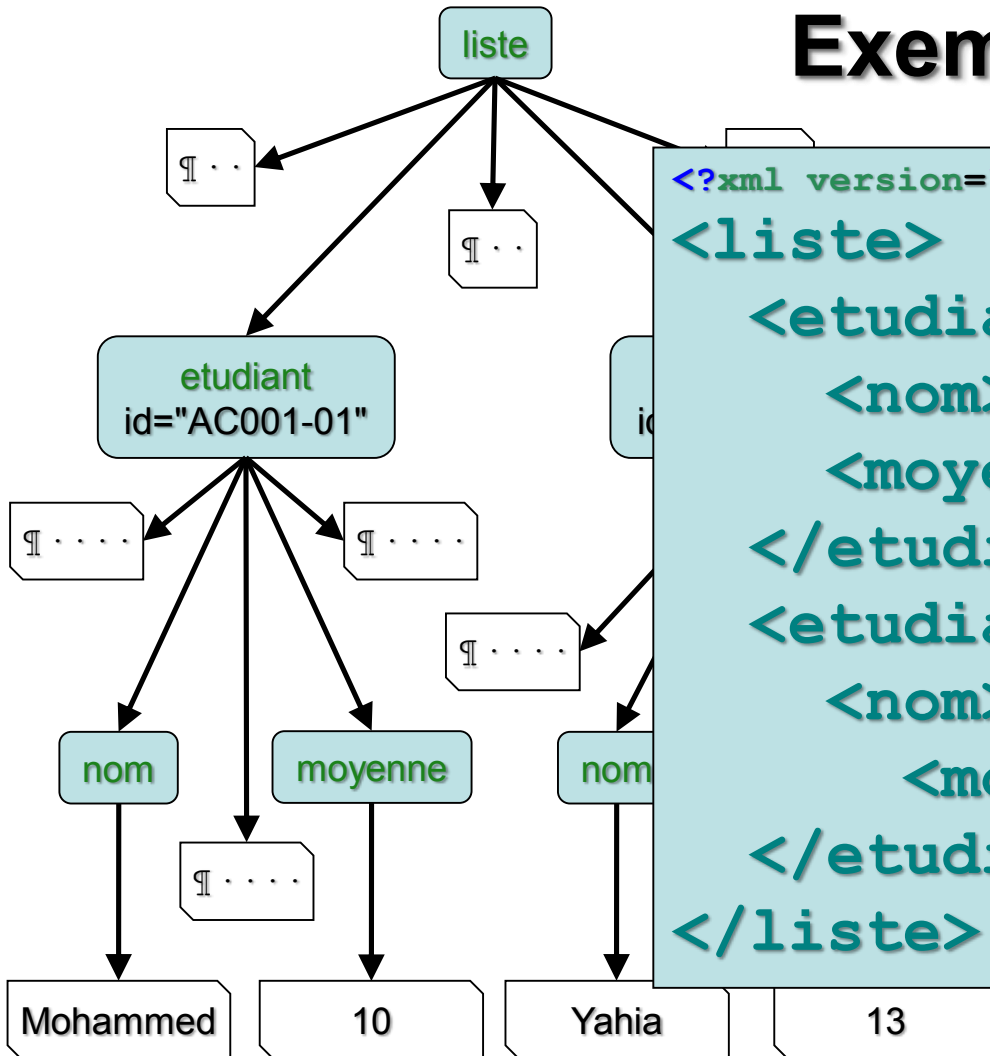 Exem
liste
¶ · ·
¶ · ·
etudiant
id="AC001-01"
¶ · · · ·
¶ · · · ·
¶ · · · ·
nom
moyenne
nom
¶ · · · ·
Mohammed
10
Yahia
13
<?xml version=
<liste>
<etudia
<nom>
<moye
</etudi
<etudia
<nom>
<mo
</etudi
</liste>